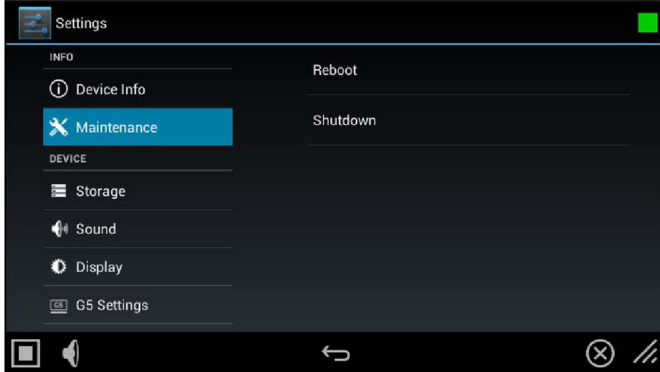 Settings
INFO
Device Info
Maintenance
DEVICE
Storage
Sound
Display
G5 Settings
Reboot
Shutdown